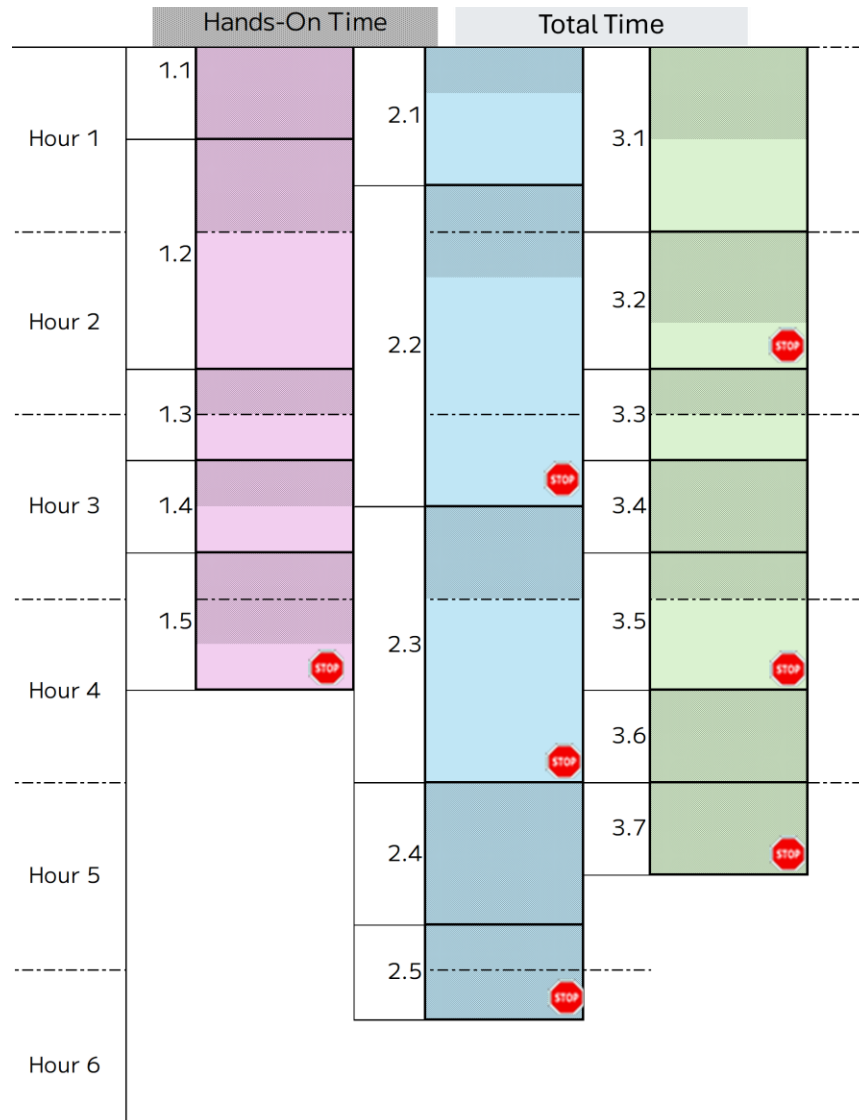 Hands-On Time
Total Time
1.1
2.1
Hour 1
3.1
1.2
3.2
Hour 2
2.2
STOP
1.3
3.3
STOP
Hour 3
1.4
3.4
1.5
3.5
2.3
STOP
STOP
Hour 4
3.6
STOP
3.7
2.4
STOP
Hour 5
2.5
STOP
Hour 6